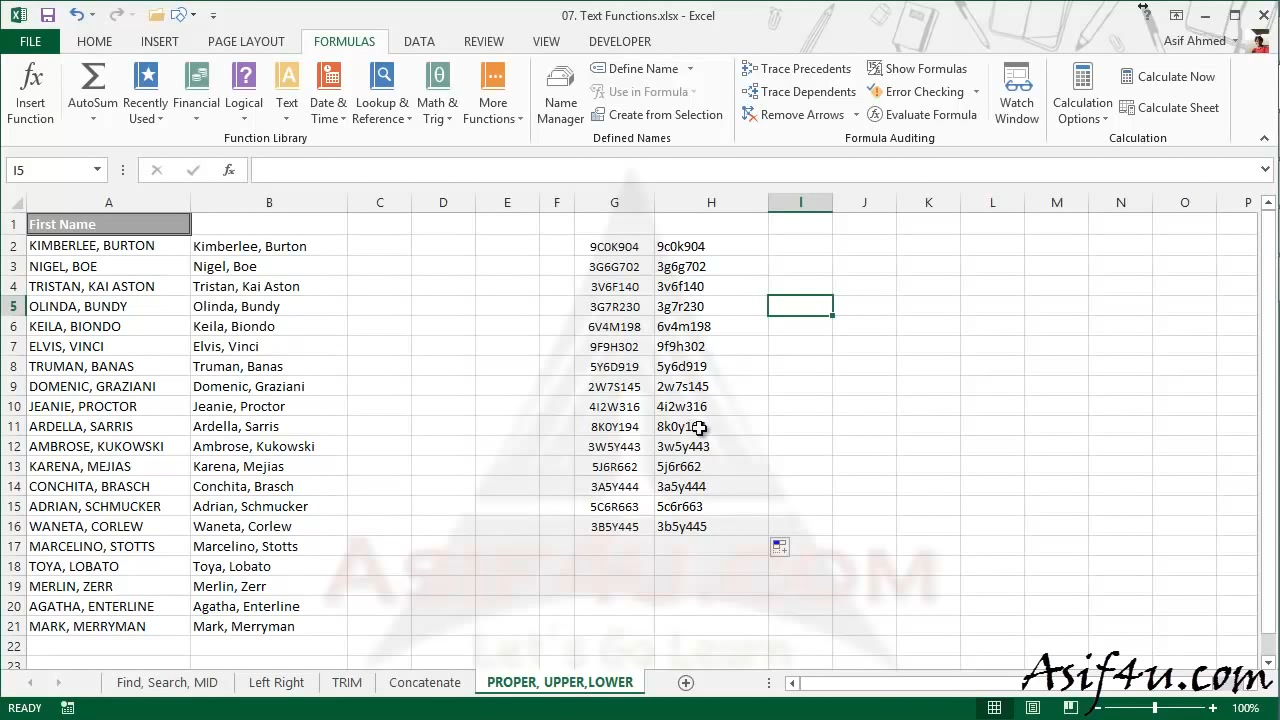 07. Text Functions.xlsx - Excel
FILE HOME INSERT PAGE LAYOUT FORMULAS DATA REVIEW VIEW DEVELOPER Asif Ahmed
Insert Function
AutoSum
Recently Used
Financial
Logical
Text
Date & Time
Lookup & Reference
Math & Trig
More Functions
Function Library
Name Manager
Define Name
Use in Formula
Create from Selection
Defined Names
Trace Precedents
Trace Dependents
Remove Arrows
Show Formulas
Error Checking
Evaluate Formula
Formula Auditing
Watch Window
Calculation Options
Calculate Now
Calculate Sheet
Calculation
I5 fx
A B C D E F G H I J K L M N O P
1 First Name
2 KIMBERLEE, BURTON Kimberlee, Burton 9C0K904 9c0k904
3 NIGEL, BOE Nigel, Boe 3G6G702 3g6g702
4 TRISTAN, KAI ASTON Tristan, Kai Aston 3V6F140 3v6f140
5 OLINDA, BUNDY Olinda, Bundy 3G7R230 3g7r230
6 KEILA, BIONDO Keila, Biondo 6V4M198 6v4m198
7 ELVIS, VINCI Elvis, Vinci 9F9H302 9f9h302
8 TRUMAN, BANAS Truman, Banas 5Y6D919 5y6d919
9 DOMENIC, GRAZIANI Domenic, Graziani 2W7S145 2w7s145
10 JEANIE, PROCTOR Jeanie, Proctor 4I2W316 4i2w316
11 ARDELLA, SARRIS Ardella, Sarris 8K0Y194
12 AMBROSE, KUKOWSKI Ambrose, Kukowski 3W5Y443 3w5y443
13 KARENA, MEJIAS Karena, Mejias 5J6R662 5j6r662
14 CONCHITA, BRASCH Conchita, Brasch 3A5Y444 3a5y444
15 ADRIAN, SCHMUCKER Adrian, Schmucker 5C6R663 5c6r663
16 WANETA, CORLEW Waneta, Corlew 3B5Y445 3b5y445
17 MARCELINO, STOTTS Marcelino, Stotts
18 TOYA, LOBATO Toya, Lobato
19 MERLIN, ZERR Merlin, Zerr
20 AGATHA, ENTERLINE Agatha, Enterline
21 MARK, MERRYMAN Mark, Merryman
22
23
Find, Search, MID Left Right TRIM Concatenate PROPER, UPPER,LOWER
Asif4u.com
READY 100%